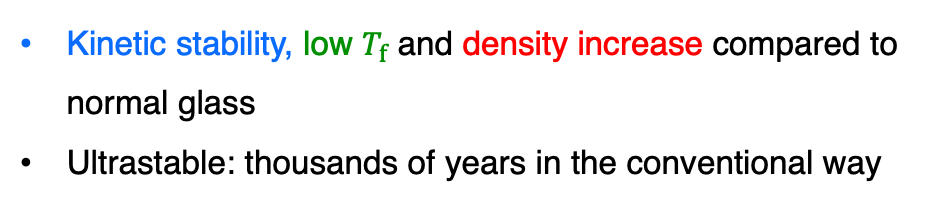 • Kinetic stability, low Tf and density increase compared to
normal glass
• Ultrastable: thousands of years in the conventional way